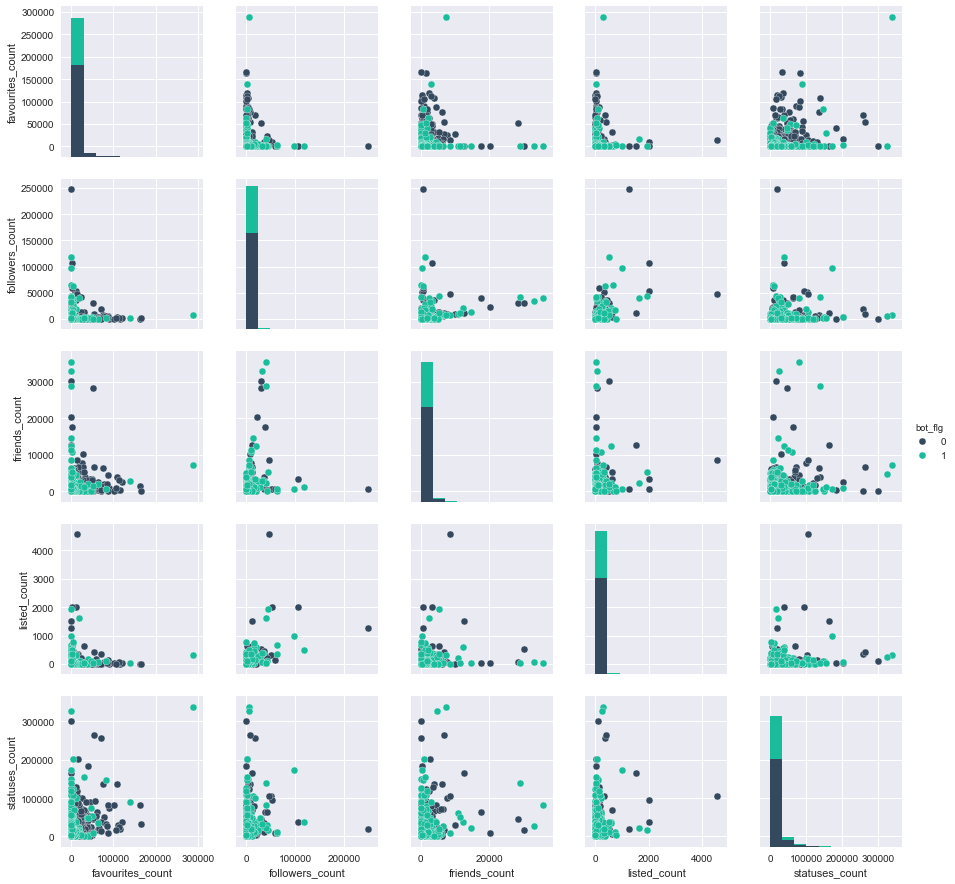 favourites_count
300000
250000
200000
150000
100000
50000
0
followers_count
250000
200000
150000
100000
50000
0
friends_count
30000
20000
10000
0
bot_flg
0
1
listed_count
4000
3000
2000
1000
0
statuses_count
300000
200000
100000
0
0 100000 200000 300000
0 100000 200000
0 20000
0 2000 4000
0 100000 200000 300000
favourites_count
followers_count
friends_count
listed_count
statuses_count